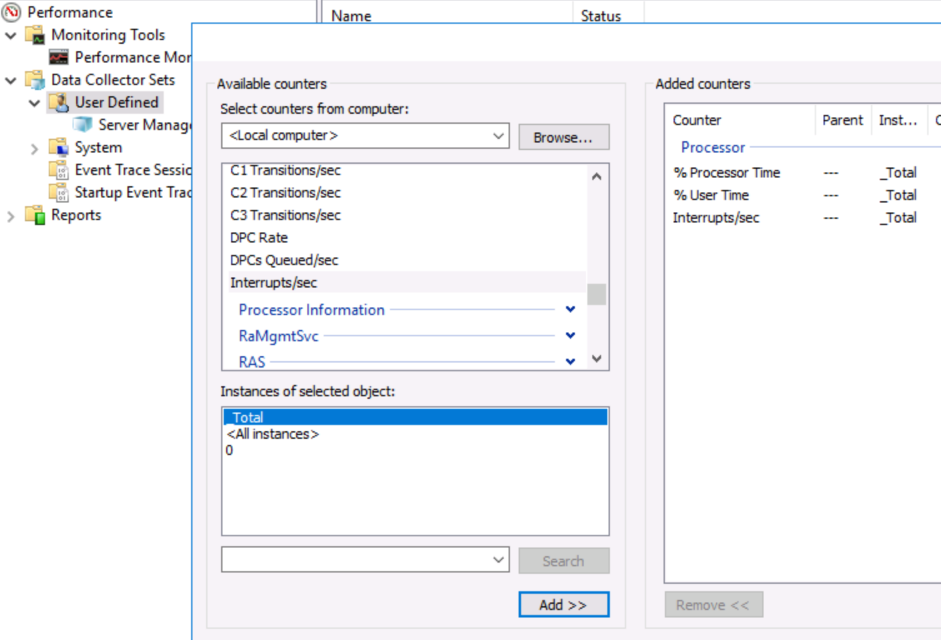 Performance
Monitoring Tools
Performance Mor
Data Collector Sets
User Defined
Server Manag
System
Event Trace Sessic
Startup Event Trac
Reports
Name Status
Available counters
Select counters from computer:
<Local computer> Browse...
C1 Transitions/sec
C2 Transitions/sec
C3 Transitions/sec
DPC Rate
DPCs Queued/sec
Interrupts/sec
Processor Information
RaMgmtSvc
RAS
Instances of selected object:
_Total
<All instances>
0
Search
Add >>
Added counters
Counter Parent Inst... C
Processor
% Processor Time --- _Total
% User Time --- _Total
Interrupts/sec --- _Total
Remove <<